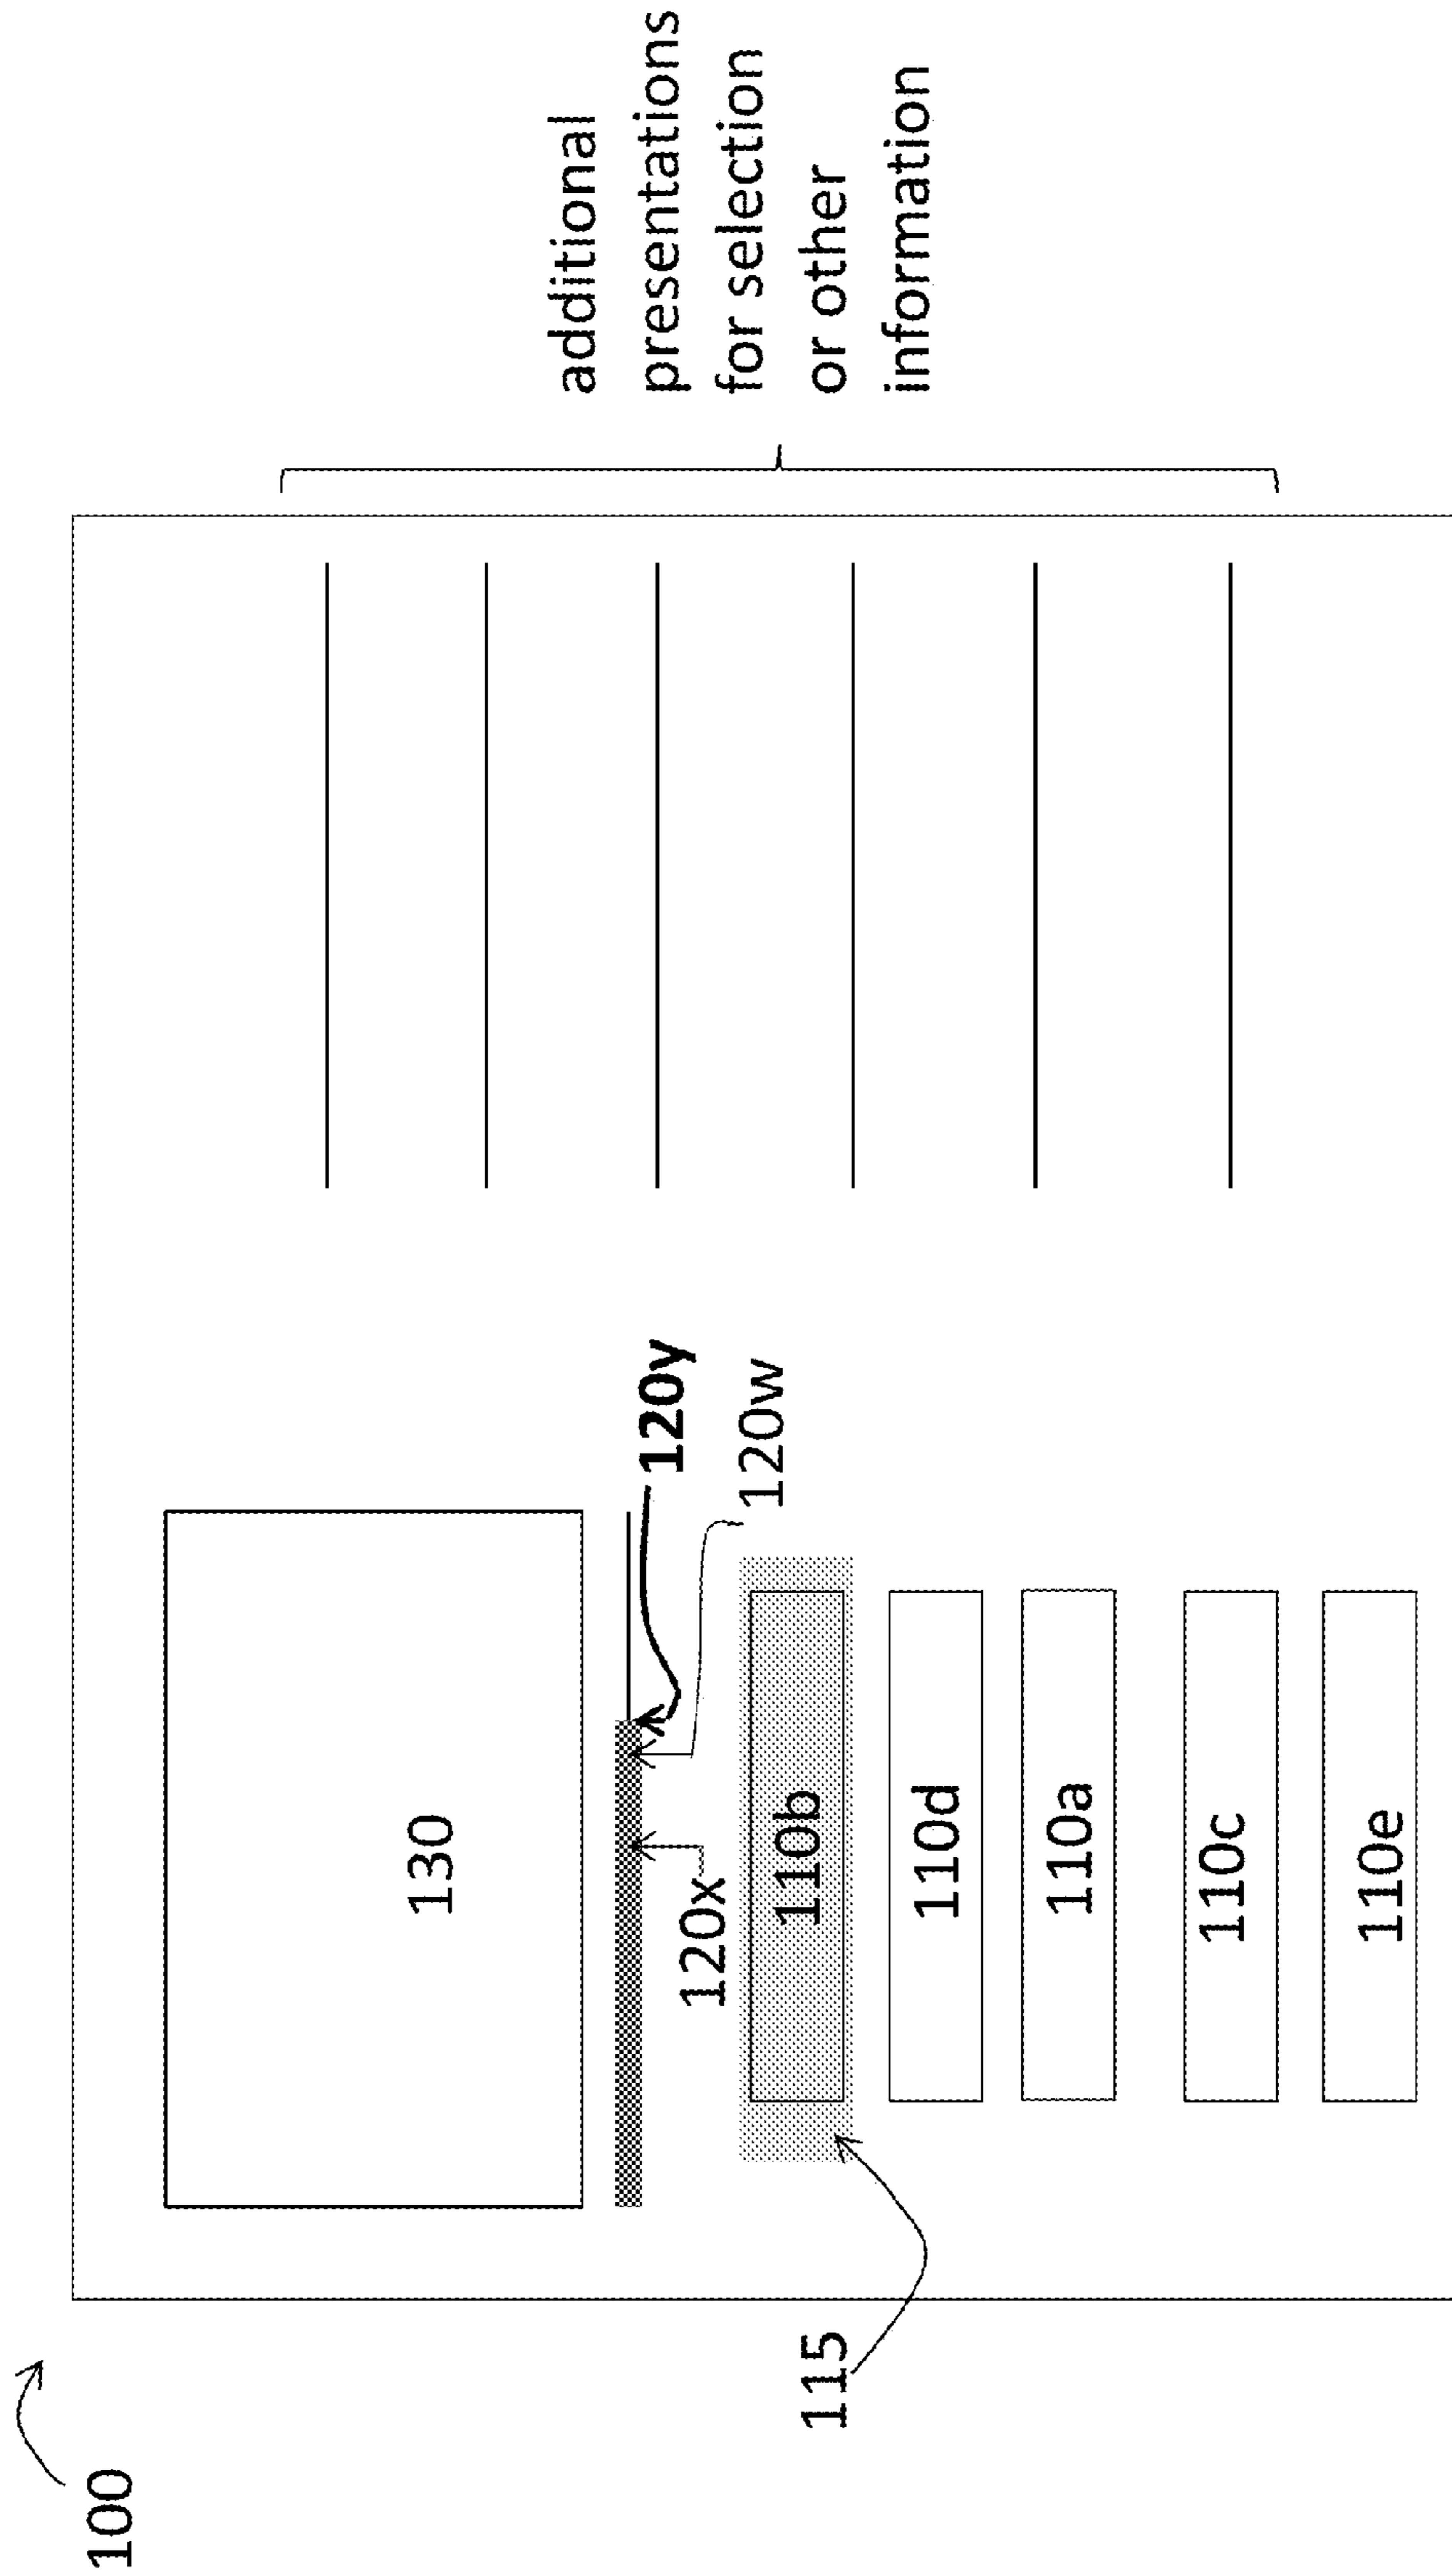 100
130
120y
120w
120x
110b
115
110d
110a
110c
110e
additional
presentations
for selection
or other
information